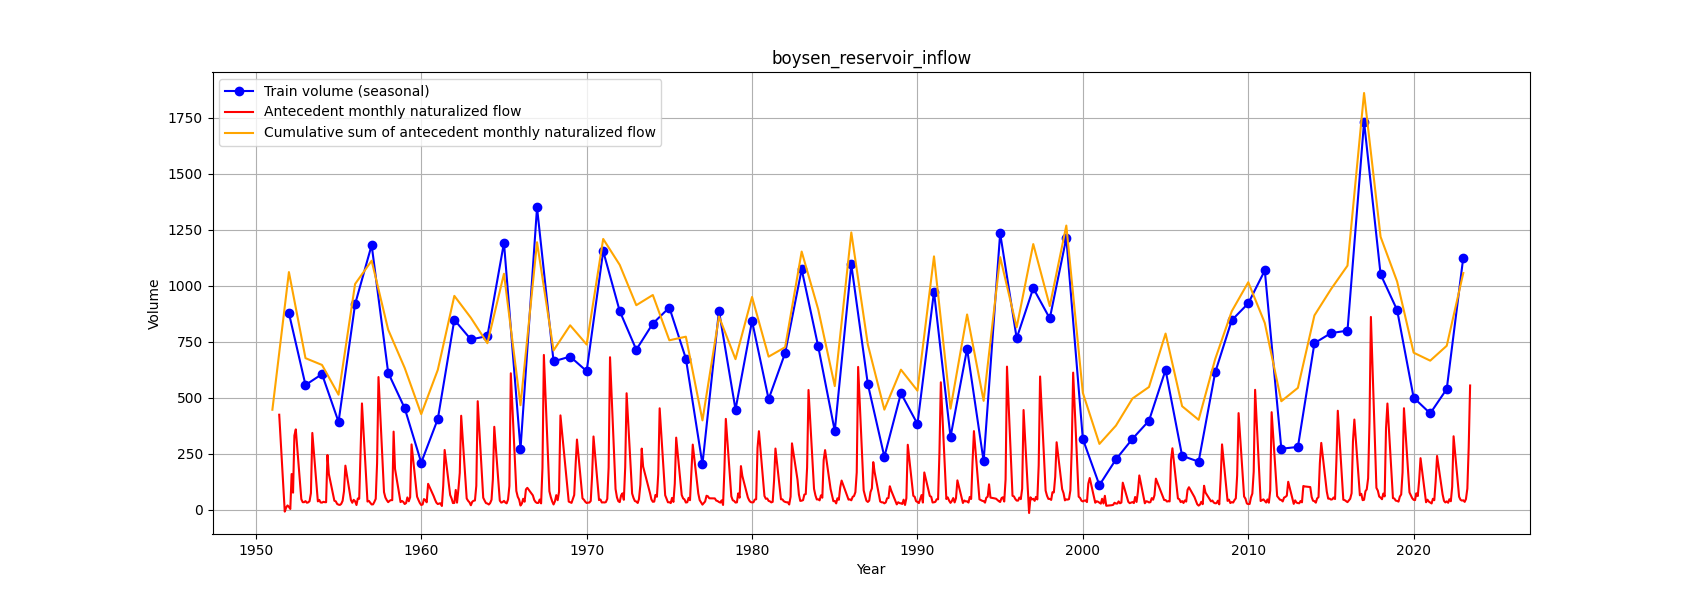 boysen_reservoir_inflow
Train volume (seasonal)
Antecedent monthly naturalized flow
Cumulative sum of antecedent monthly naturalized flow
Volume
1750
1500
1250
1000
750
500
250
0
1950 1960 1970 1980 1990 2000 2010 2020
Year